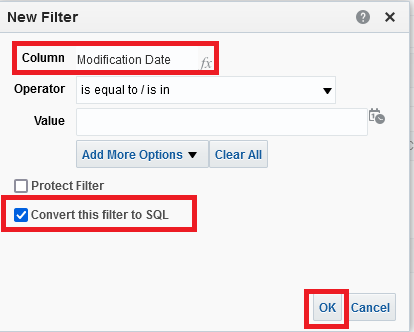 New Filter
Column Modification Date fx
Operator is equal to / is in
Value
Add More Options Clear All
Protect Filter
Convert this filter to SQL
OK Cancel